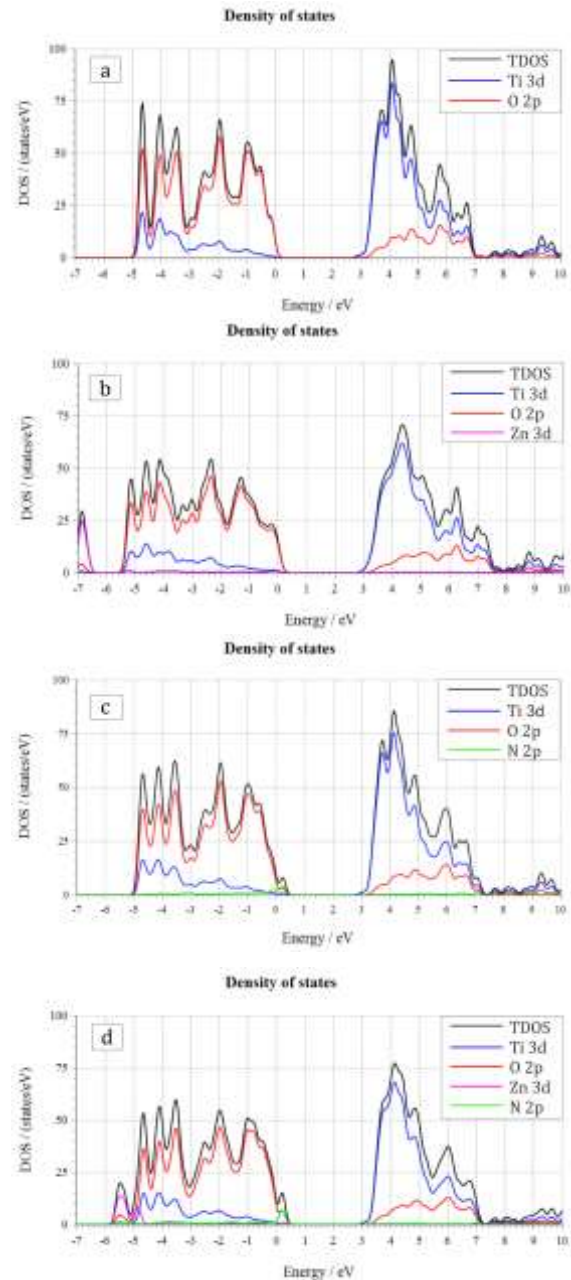 Density of states
a
TDOS
Ti 3d
O 2p
DOS / (states/eV)
100
75
50
25
0
-7 -6 -5 -4 -3 -2 -1 0 1 2 3 4 5 6 7 8 9 10
Energy / eV
Density of states
b
TDOS
Ti 3d
O 2p
Zn 3d
DOS / (states/eV)
100
75
50
25
0
-7 -6 -5 -4 -3 -2 -1 0 1 2 3 4 5 6 7 8 9 10
Energy / eV
Density of states
c
TDOS
Ti 3d
O 2p
N 2p
DOS / (states/eV)
100
75
50
25
0
-7 -6 -5 -4 -3 -2 -1 0 1 2 3 4 5 6 7 8 9 10
Energy / eV
Density of states
d
TDOS
Ti 3d
O 2p
Zn 3d
N 2p
DOS / (states/eV)
100
75
50
25
0
-7 -6 -5 -4 -3 -2 -1 0 1 2 3 4 5 6 7 8 9 10
Energy / eV